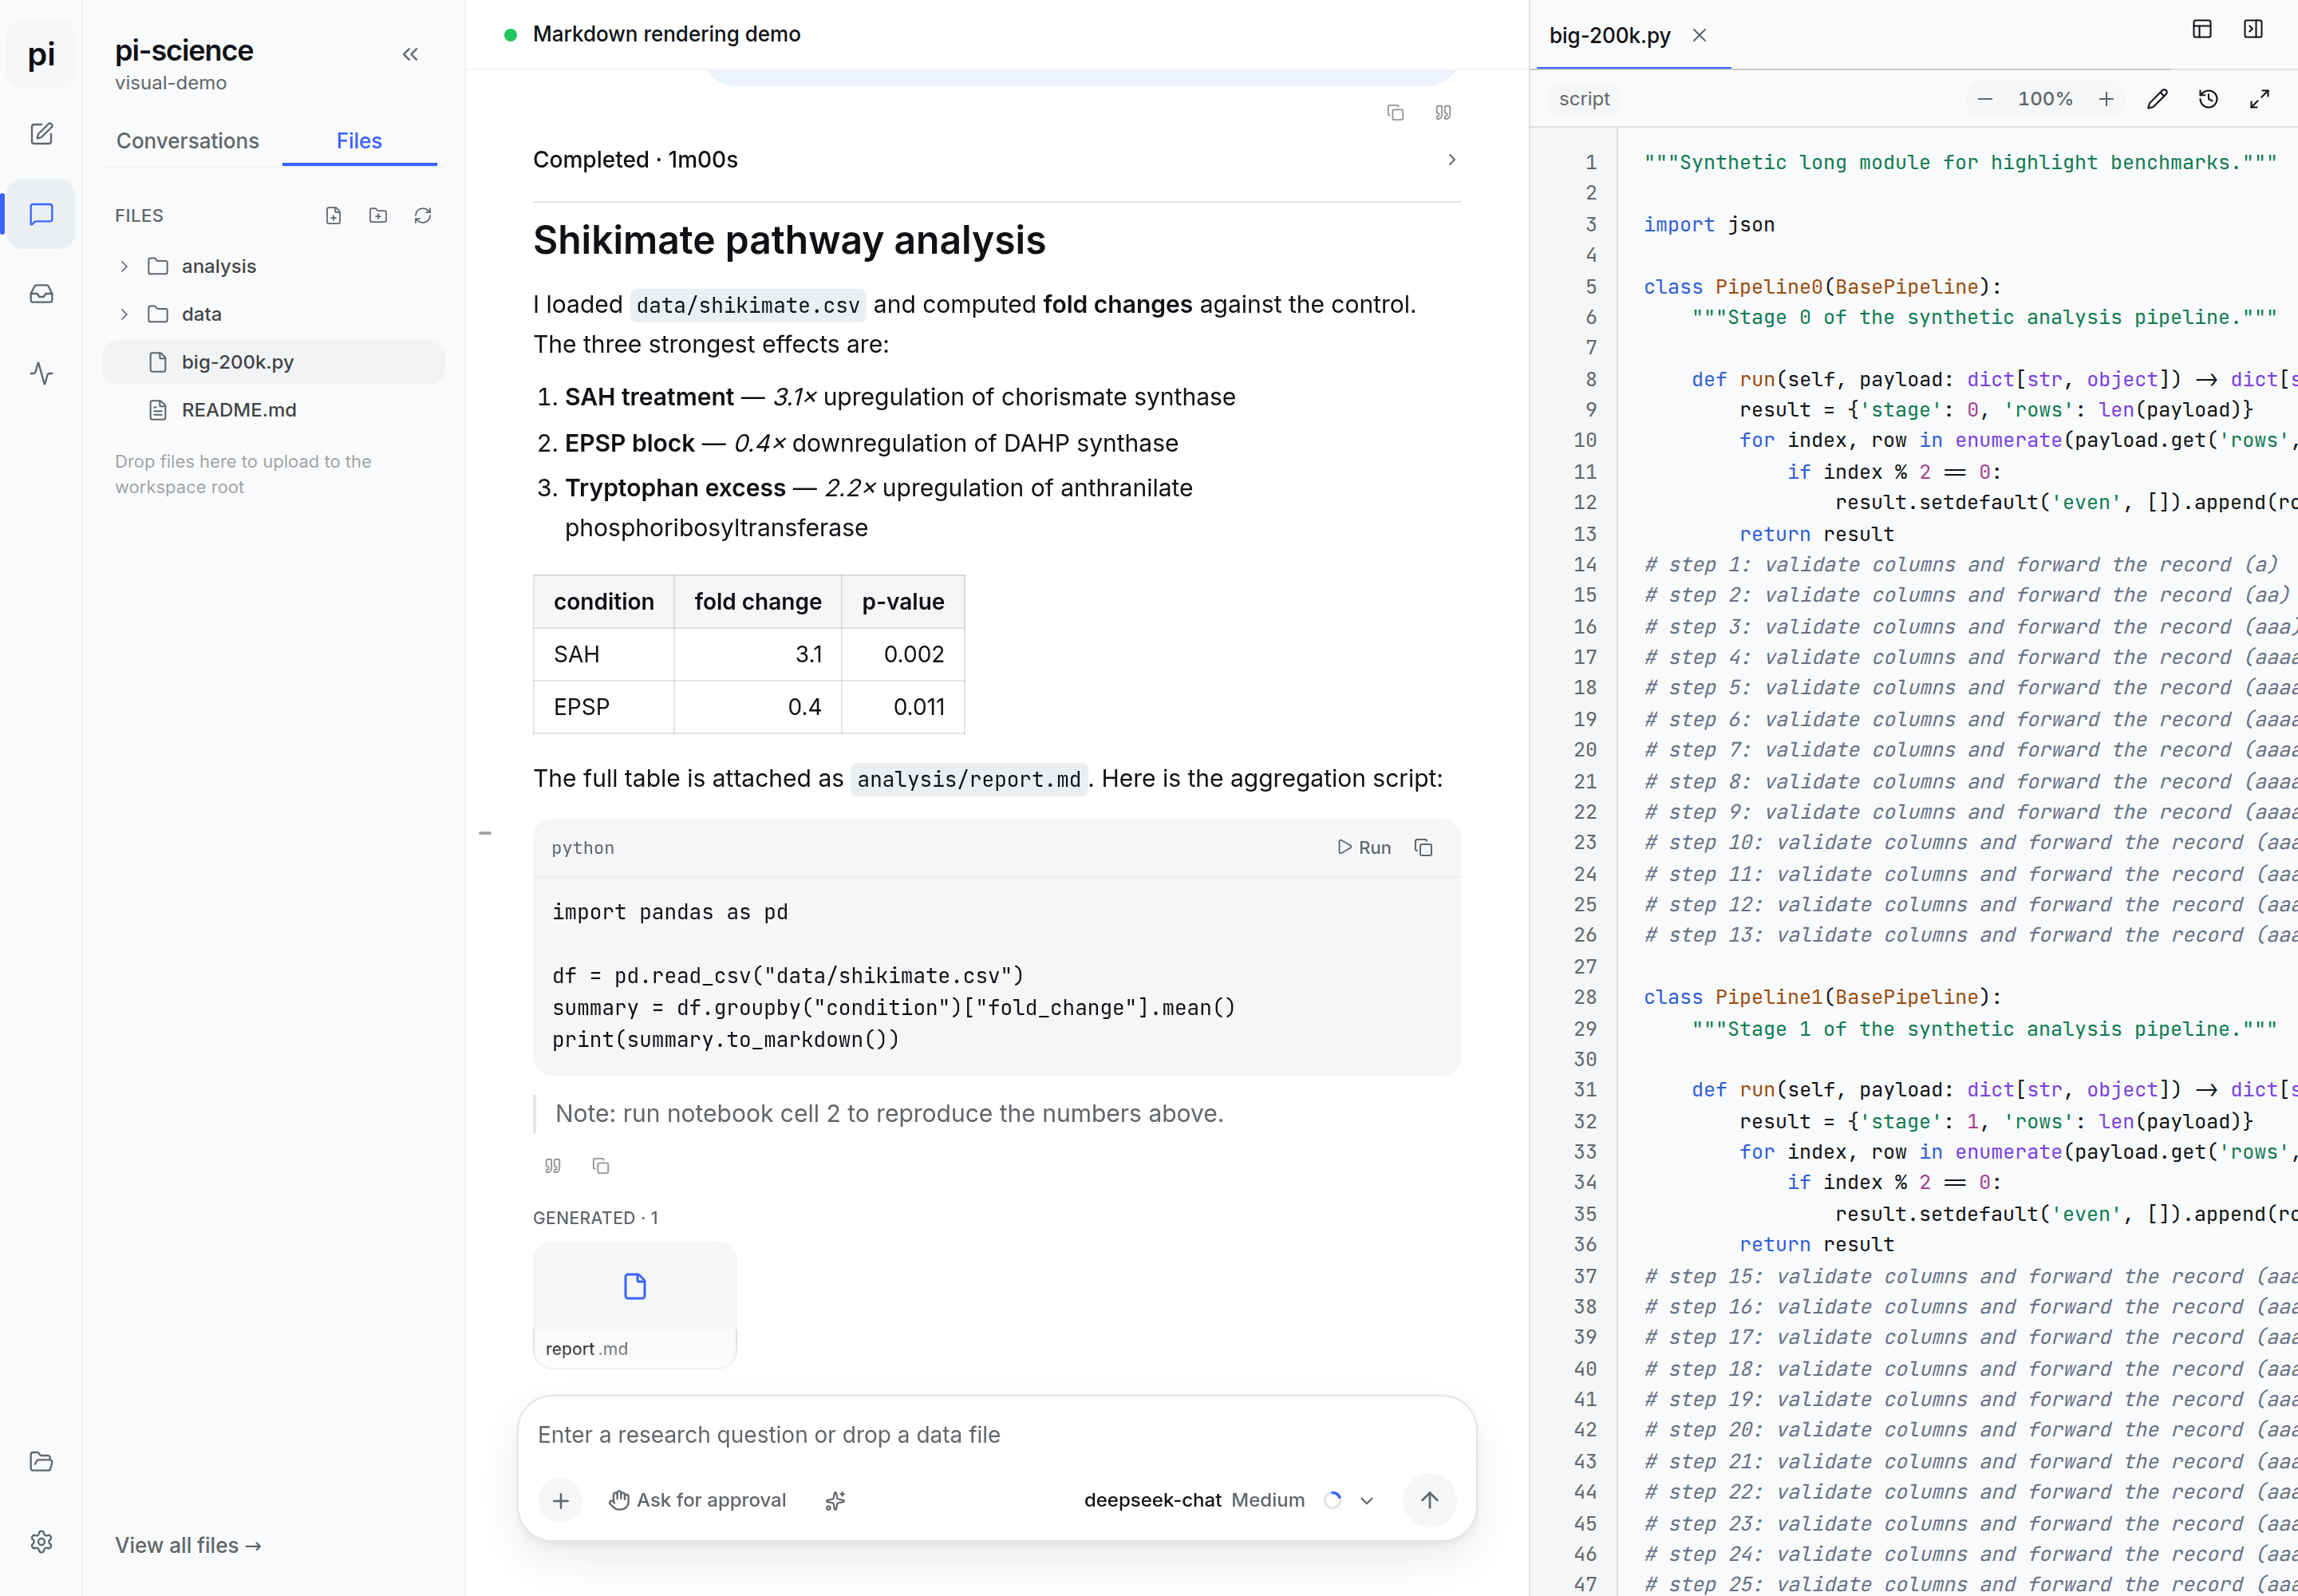 pi
pi-science
visual-demo
Conversations
Files
FILES
analysis
data
big-200k.py
README.md
Drop files here to upload to the
workspace root
View all files →
Markdown rendering demo
Completed · 1m00s
Shikimate pathway analysis
I loaded data/shikimate.csv and computed fold changes against the control.
The three strongest effects are:
1. SAH treatment — 3.1× upregulation of chorismate synthase
2. EPSP block — 0.4× downregulation of DAHP synthase
3. Tryptophan excess — 2.2× upregulation of anthranilate
phosphoribosyltransferase
condition fold change p-value
SAH 3.1 0.002
EPSP 0.4 0.011
The full table is attached as analysis/report.md. Here is the aggregation script:
python
Run
import pandas as pd
df = pd.read_csv("data/shikimate.csv")
summary = df.groupby("condition")["fold_change"].mean()
print(summary.to_markdown())
Note: run notebook cell 2 to reproduce the numbers above.
GENERATED · 1
report.md
Enter a research question or drop a data file
Ask for approval
deepseek-chat Medium
big-200k.py
script
100%
1 """Synthetic long module for highlight benchmarks."""
2
3 import json
4
5 class Pipeline0(BasePipeline):
6 """Stage 0 of the synthetic analysis pipeline."""
7
8 def run(self, payload: dict[str, object]) -> dict[s
9 result = {'stage': 0, 'rows': len(payload)}
10 for index, row in enumerate(payload.get('rows',
11 if index % 2 == 0:
12 result.setdefault('even', []).append(ro
13 return result
14 # step 1: validate columns and forward the record (a)
15 # step 2: validate columns and forward the record (aa)
16 # step 3: validate columns and forward the record (aaa)
17 # step 4: validate columns and forward the record (aaaa
18 # step 5: validate columns and forward the record (aaaa
19 # step 6: validate columns and forward the record (aaaa
20 # step 7: validate columns and forward the record (aaaa
21 # step 8: validate columns and forward the record (aaaa
22 # step 9: validate columns and forward the record (aaaa
23 # step 10: validate columns and forward the record (aaa
24 # step 11: validate columns and forward the record (aaa
25 # step 12: validate columns and forward the record (aaa
26 # step 13: validate columns and forward the record (aaa
27
28 class Pipeline1(BasePipeline):
29 """Stage 1 of the synthetic analysis pipeline."""
30
31 def run(self, payload: dict[str, object]) -> dict[s
32 result = {'stage': 1, 'rows': len(payload)}
33 for index, row in enumerate(payload.get('rows',
34 if index % 2 == 0:
35 result.setdefault('even', []).append(ro
36 return result
37 # step 15: validate columns and forward the record (aaa
38 # step 16: validate columns and forward the record (aaa
39 # step 17: validate columns and forward the record (aaa
40 # step 18: validate columns and forward the record (aaa
41 # step 19: validate columns and forward the record (aaa
42 # step 20: validate columns and forward the record (aaa
43 # step 21: validate columns and forward the record (aaa
44 # step 22: validate columns and forward the record (aaa
45 # step 23: validate columns and forward the record (aaa
46 # step 24: validate columns and forward the record (aaa
47 # step 25: validate columns and forward the record (aaa